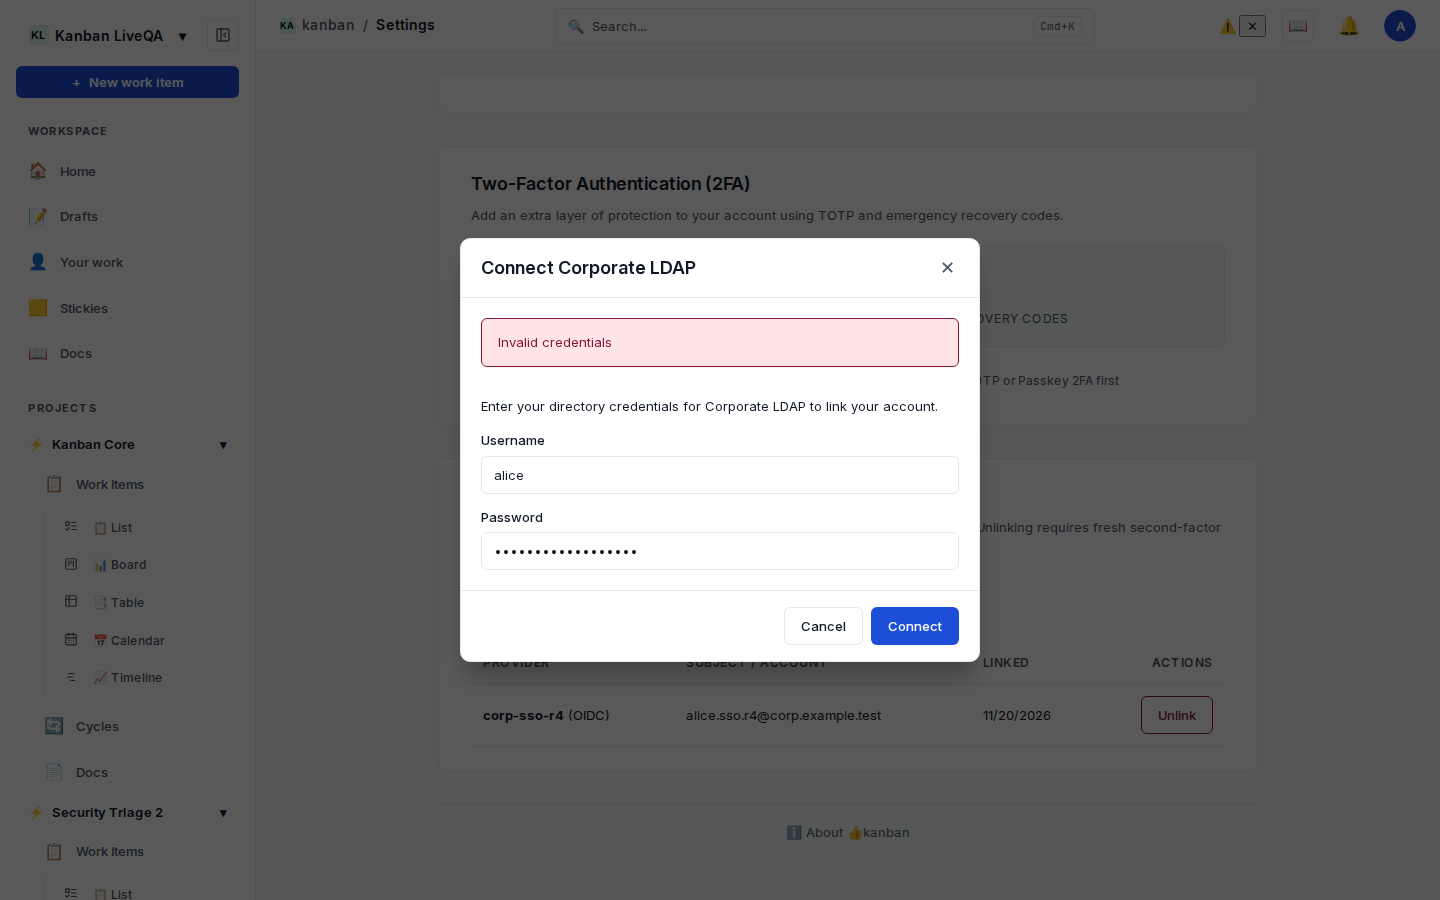 KL Kanban LiveQA ▼
+ New work item
WORKSPACE
🏠 Home
📝 Drafts
👤 Your work
🟨 Stickies
📖 Docs
PROJECTS
⚡ Kanban Core ▼
📋 Work Items
📋 List
📊 Board
📑 Table
📅 Calendar
📈 Timeline
🔄 Cycles
📄 Docs
⚡ Security Triage 2 ▼
📋 Work Items
📋 List
KA kanban / Settings
🔍 Search... Cmd+K
⚠️ ✕ 📖 🔔 A
Two-Factor Authentication (2FA)
Add an extra layer of protection to your account using TOTP and emergency recovery codes.
CODES
or Passkey 2FA first
Connect Corporate LDAP ✕
Invalid credentials
Enter your directory credentials for Corporate LDAP to link your account.
Username
alice
Password
••••••••••••••••••
Cancel Connect
Unlinking requires fresh second-factor
PROVIDER SUBJECT / ACCOUNT LINKED ACTIONS
corp-sso-r4 (OIDC) alice.sso.r4@corp.example.test 11/20/2026 Unlink
ℹ️ About 👍kanban